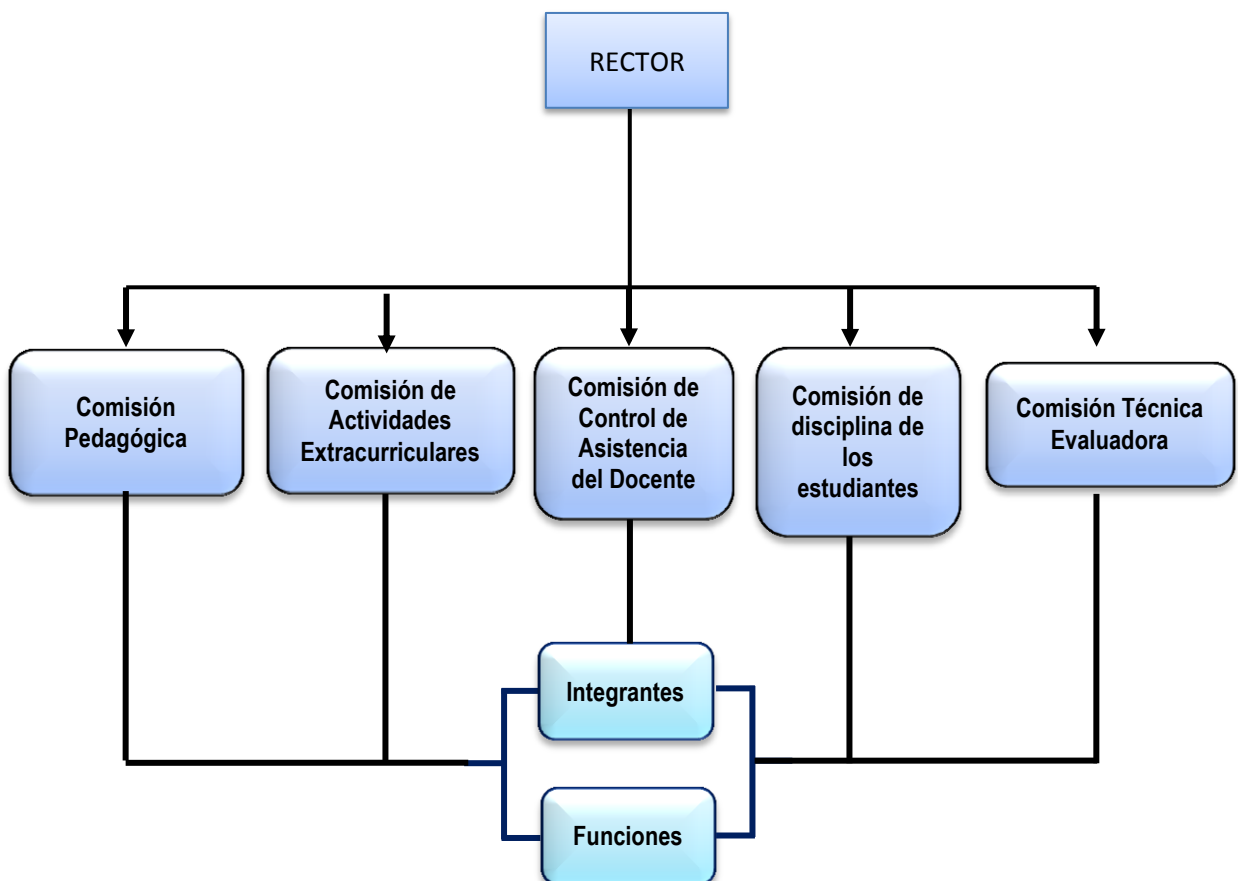 RECTOR
Comisión
Pedagógica
Comisión de
Actividades
Extracurriculares
Comisión de
Control de
Asistencia
del Docente
Comisión de
disciplina de
los
estudiantes
Comisión Técnica
Evaluadora
Integrantes
Funciones